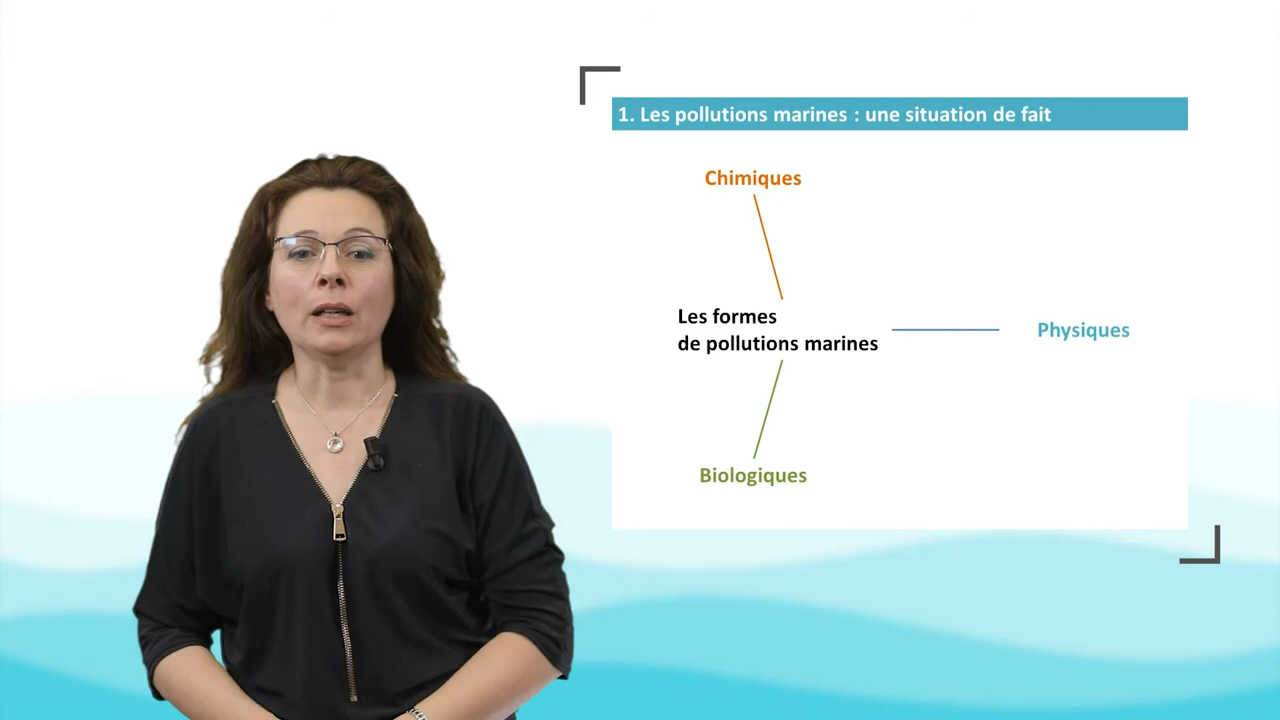 1. Les pollutions marines : une situation de fait
Chimiques
Les formes
de pollutions marines
Physiques
Biologiques